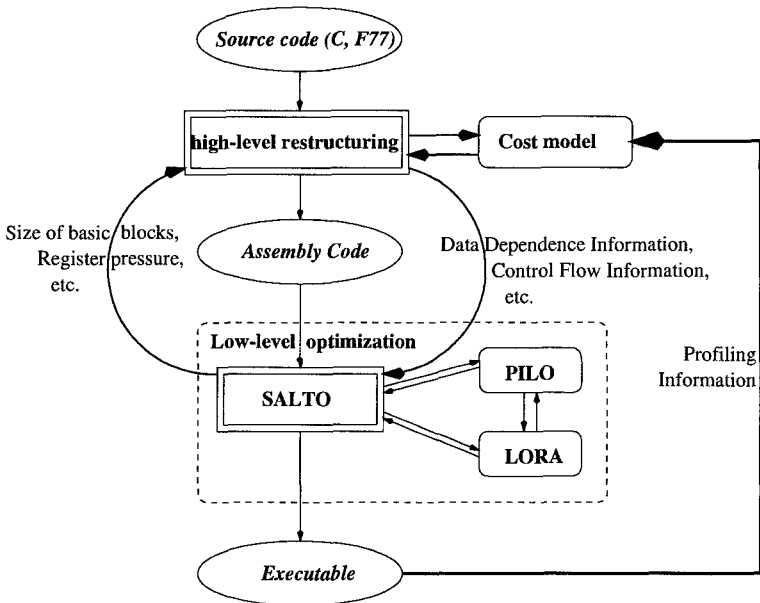 Source code (C, F77)
high-level restructuring
Cost model
Size of basic blocks,
Register pressure,
etc.
Assembly Code
Data Dependence Information,
Control Flow Information,
etc.
Low-level optimization
SALTO
PILO
LORA
Profiling
Information
Executable